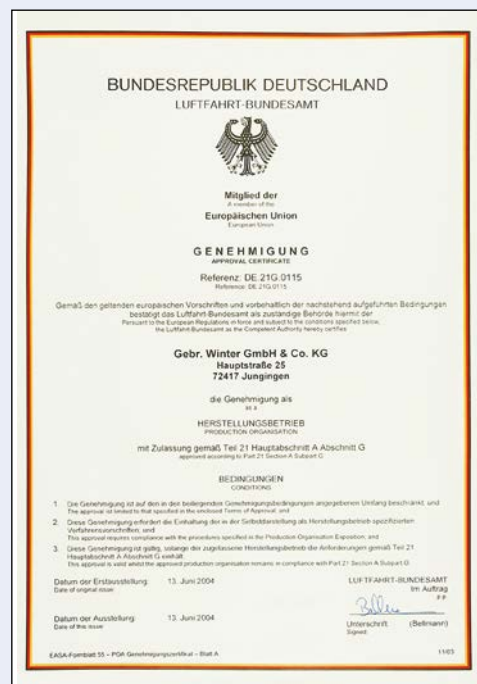 BUNDESREPUBLIK DEUTSCHLAND
LUFTFAHRT-BUNDESAMT
Mitglied der
A member of the
Europäischen Union
European Union
GENEHMIGUNG
APPROVAL CERTIFICATE
Referenz: DE.21G.0115
Reference: DE.21G.0115
Gemäß den geltenden europäischen Vorschriften und vorbehaltlich der nachstehend aufgeführten Bedingungen
bestätigt das Luftfahrt-Bundesamt als zuständige Behörde hiermit der
Pursuant to the European Regulations in force and subject to the conditions specified below,
the Luftfahrt-Bundesamt as the Competent Authority hereby certifies
Gebr. Winter GmbH & Co. KG
Hauptstraße 25
72417 Jungingen
die Genehmigung als
as a
HERSTELLUNGSBETRIEB
PRODUCTION ORGANISATION
mit Zulassung gemäß Teil 21 Hauptabschnitt A Abschnitt G
approved according to Part 21 Section A Subpart G
BEDINGUNGEN
CONDITIONS
1. Die Genehmigung ist auf den in den beiliegenden Genehmigungsbedingungen angegebenen Umfang beschränkt; und
The approval is limited to that specified in the enclosed Terms of Approval; and
2. Diese Genehmigung erfordert die Einhaltung der in der Selbstdarstellung als Herstellungsbetrieb spezifizierten
Verfahrensvorschriften; und
This approval requires compliance with the procedures specified in the Production Organisation Exposition; and
3. Diese Genehmigung ist gültig, solange der zugelassene Herstellungsbetrieb die Anforderungen gemäß Teil 21
Hauptabschnitt A Abschnitt G einhält.
This approval is valid whilst the approved production organisation remains in compliance with Part 21 Section A Subpart G.
Datum der Erstausstellung: 13. Juni 2004
Date of original issue:
LUFTFAHRT-BUNDESAMT
Im Auftrag
P.P.
Datum der Ausstellung: 13. Juni 2004
Date of this issue:
Unterschrift: (Bellmann)
Signed:
EASA-Formblatt 55 – POA Genehmigungszertifikat – Blatt A 11/03